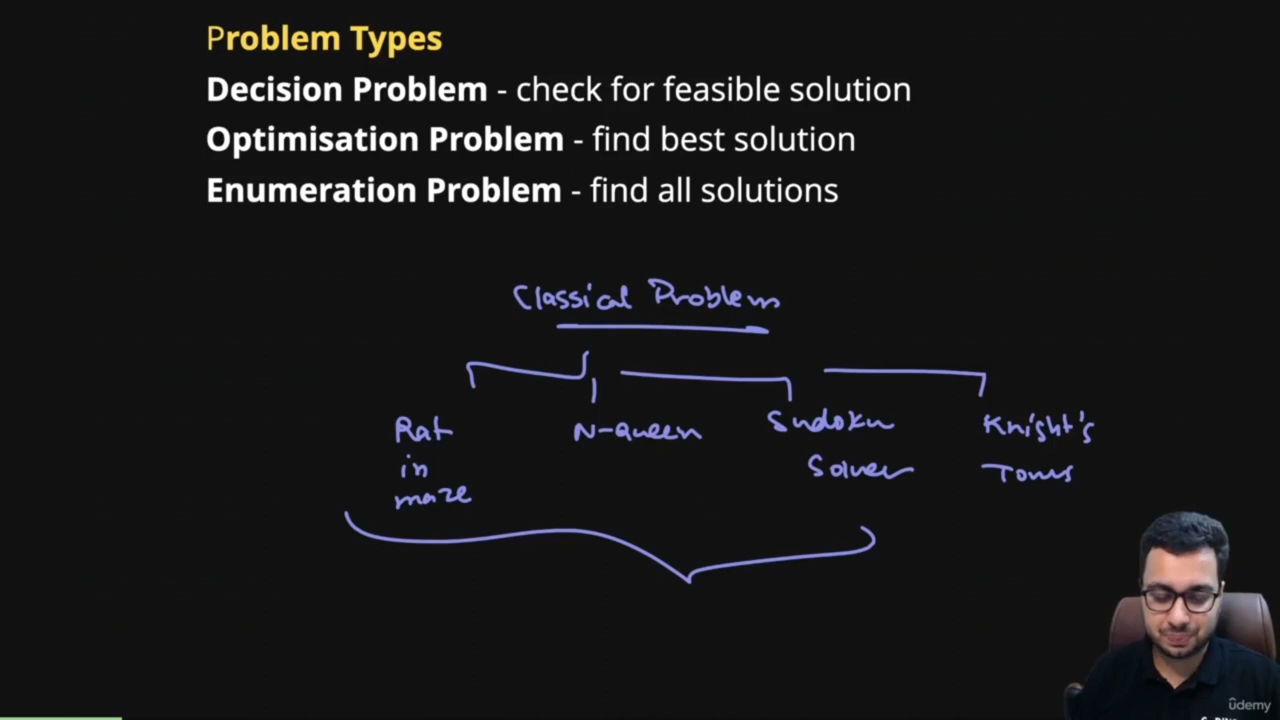 Problem Types
Decision Problem - check for feasible solution
Optimisation Problem - find best solution
Enumeration Problem - find all solutions
Classical Problem
Rat in maze
N-Queen
Sudoku Solver
Knight's Tour
ûdemy